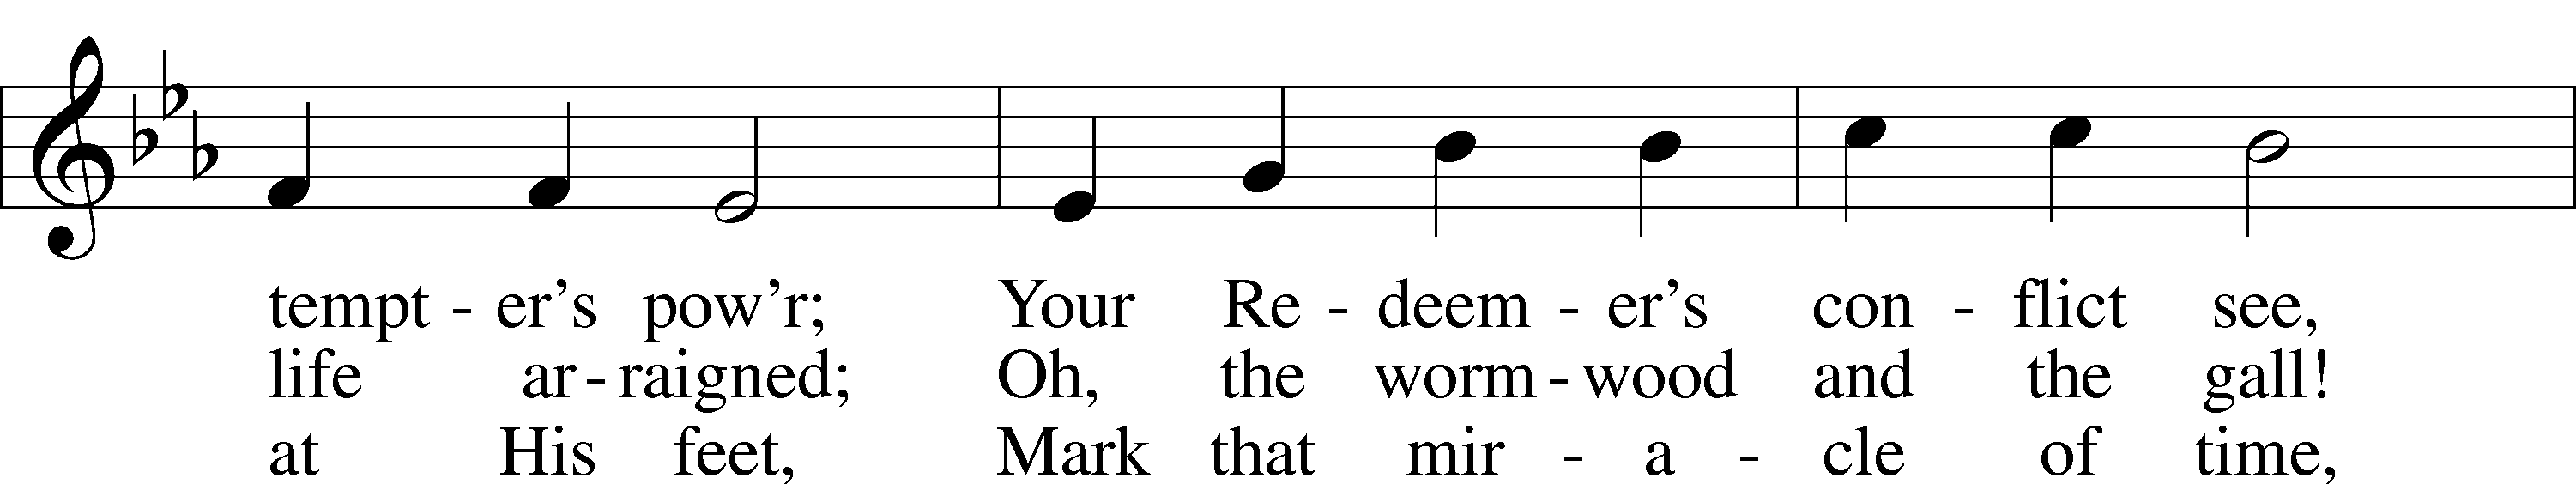 tempt - er's pow'r; Your Re - deem - er's con - flict see,
life ar - raigned; Oh, the worm - wood and the gall!
at His feet, Mark that mir - a - cle of time,